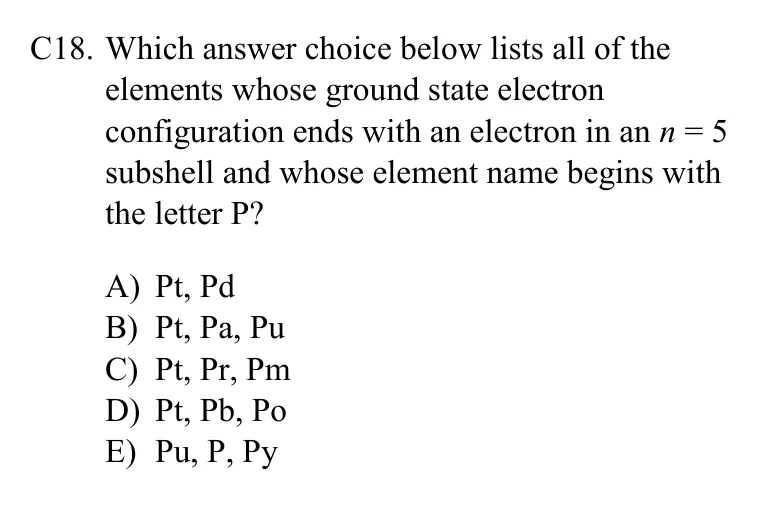 C18. Which answer choice below lists all of the
elements whose ground state electron
configuration ends with an electron in an n = 5
subshell and whose element name begins with
the letter P?
A) Pt, Pd
B) Pt, Pa, Pu
C) Pt, Pr, Pm
D) Pt, Pb, Po
E) Pu, P, Py